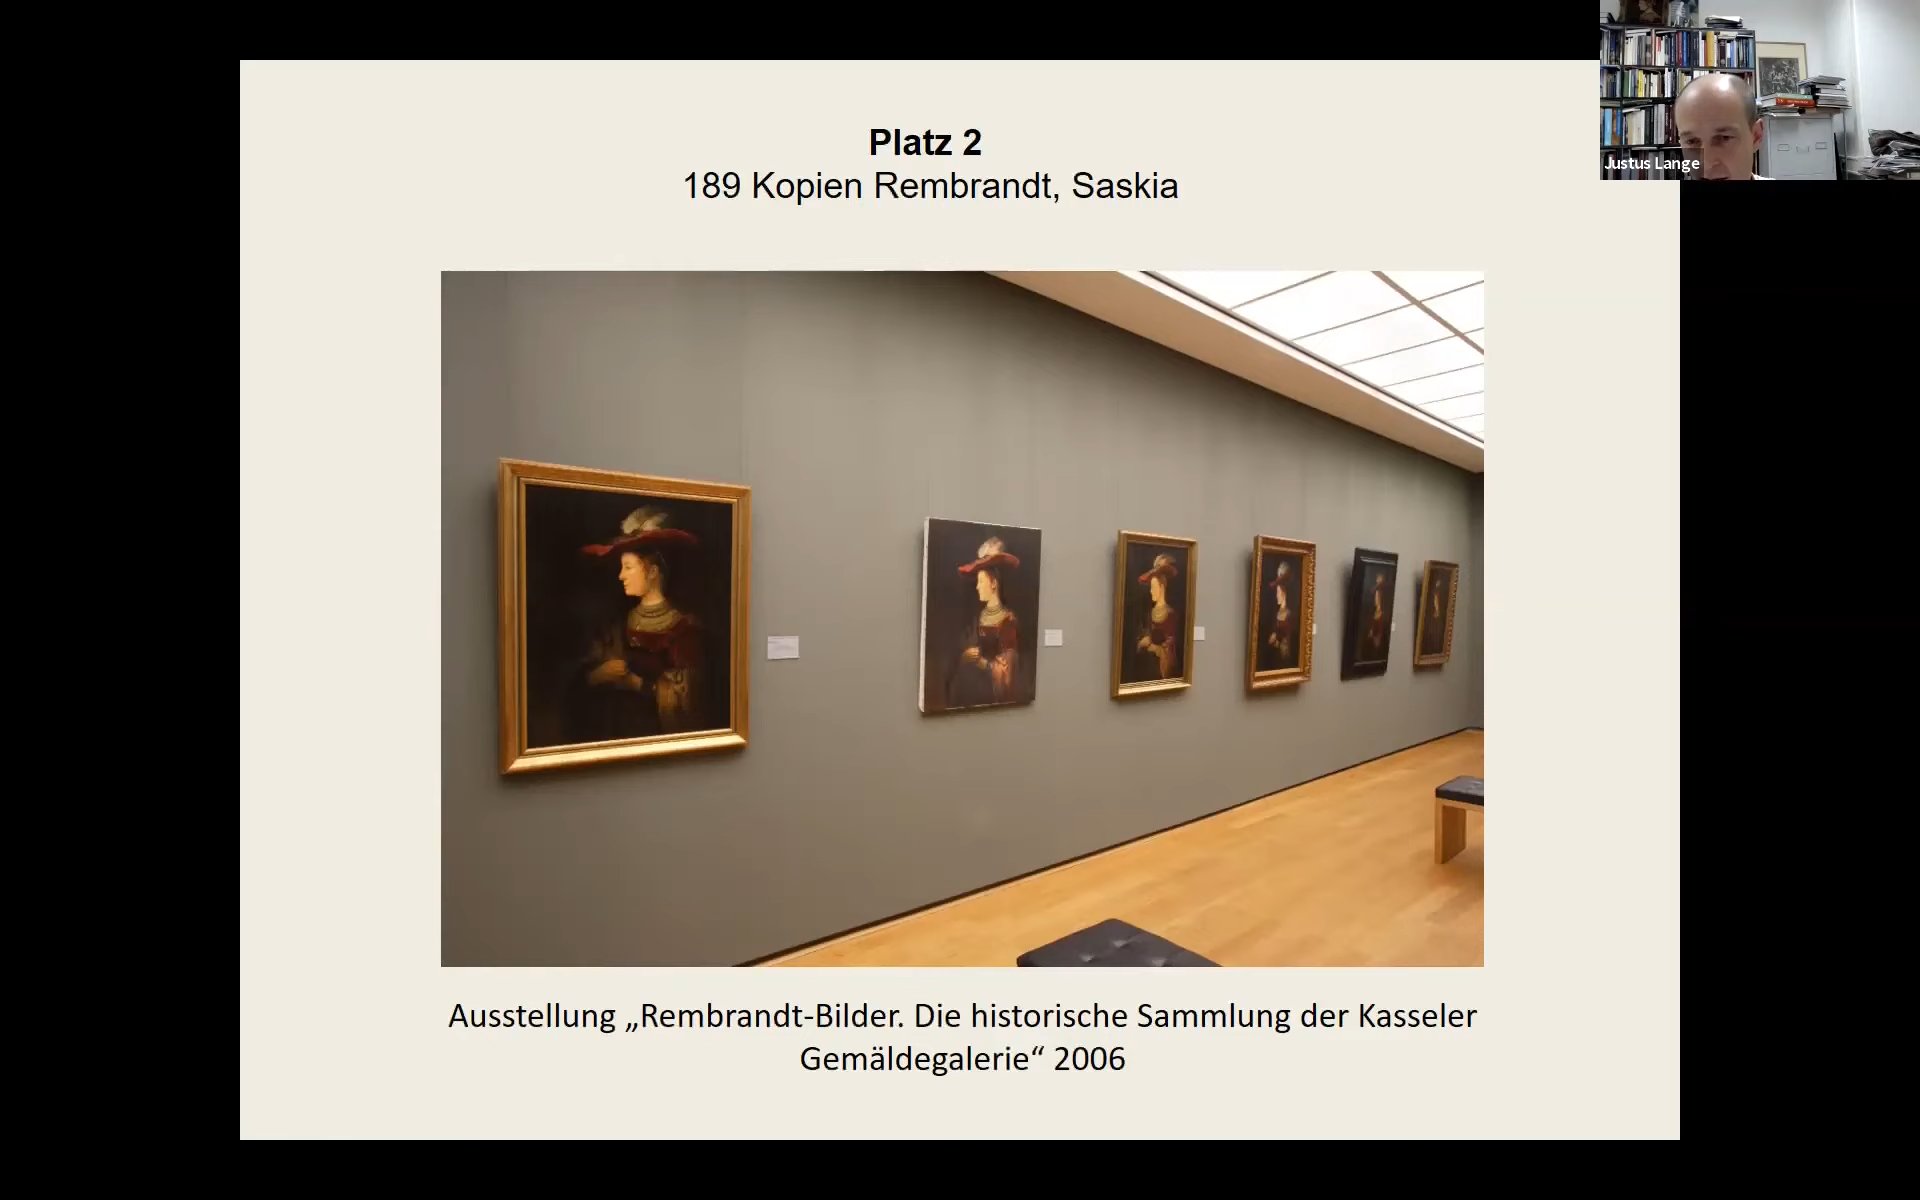 Platz 2
189 Kopien Rembrandt, Saskia
Justus Lange
Ausstellung „Rembrandt-Bilder. Die historische Sammlung der Kasseler
Gemäldegalerie“ 2006